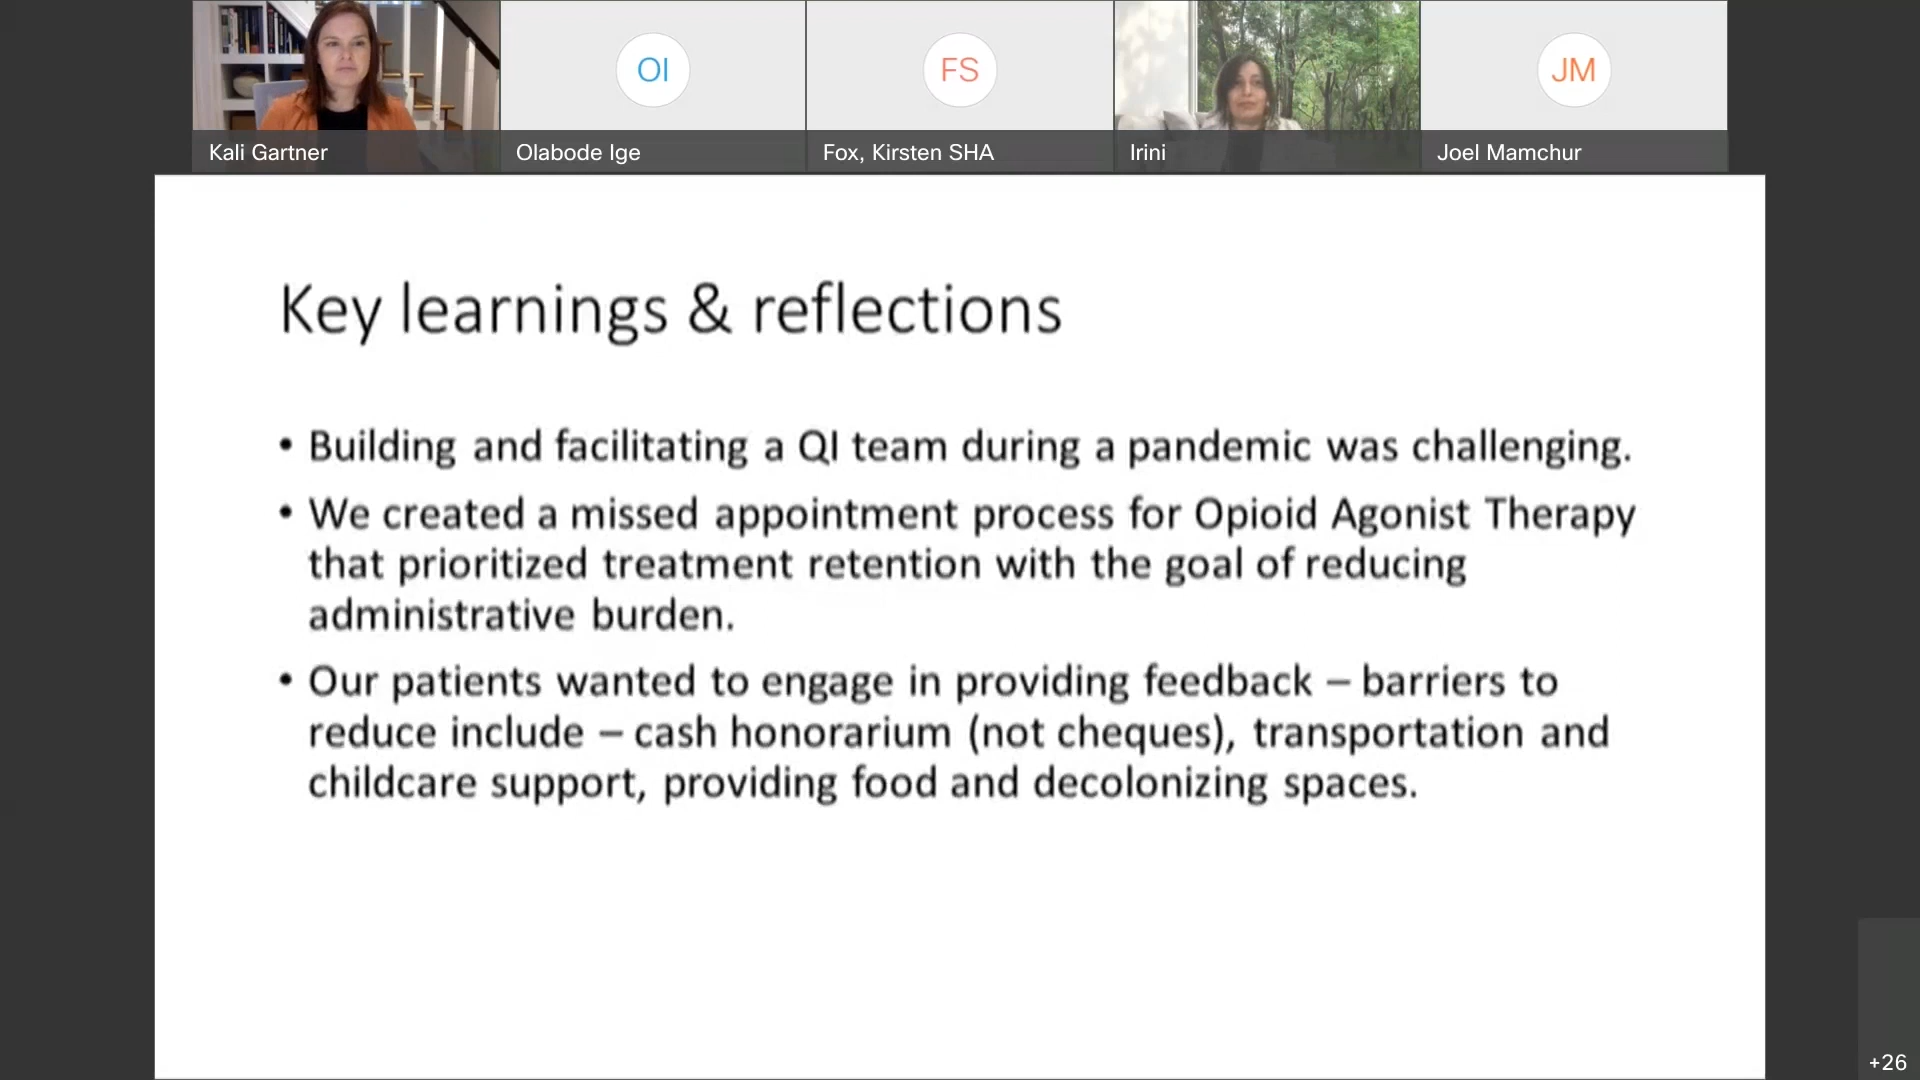 OI
FS
JM
Kali Gartner
Olabode Ige
Fox, Kirsten SHA
Irini
Joel Mamchur
Key learnings & reflections
• Building and facilitating a QI team during a pandemic was challenging.
• We created a missed appointment process for Opioid Agonist Therapy
that prioritized treatment retention with the goal of reducing
administrative burden.
• Our patients wanted to engage in providing feedback – barriers to
reduce include – cash honorarium (not cheques), transportation and
childcare support, providing food and decolonizing spaces.
+26